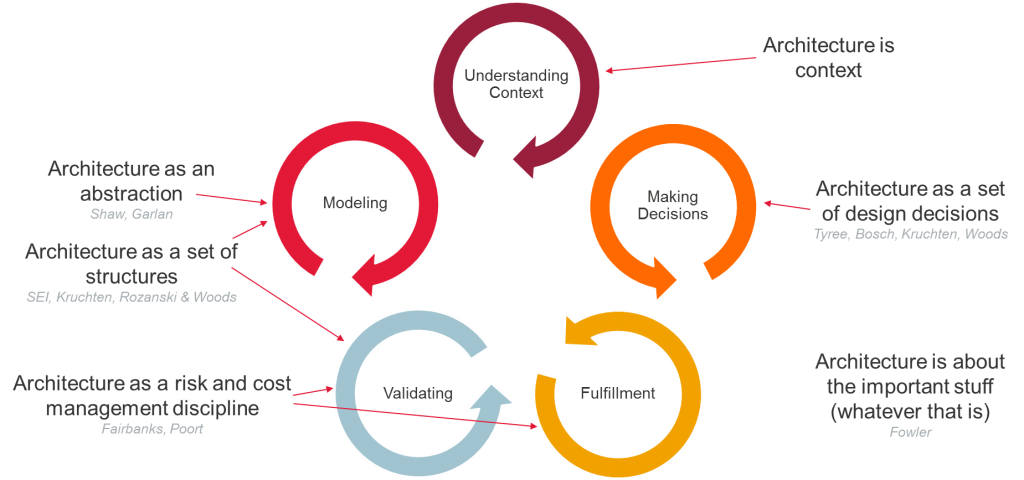 Understanding
Context
Architecture is
context
Modeling
Making
Decisions
Architecture as an
abstraction
Shaw, Garlan
Architecture as a set of
structures
SEI, Kruchten, Rozanski & Woods
Architecture as a set
of design decisions
Tyree, Bosch, Kruchten, Woods
Validating
Fulfillment
Architecture as a risk and cost
management discipline
Fairbanks, Poort
Architecture is about
the important stuff
(whatever that is)
Fowler